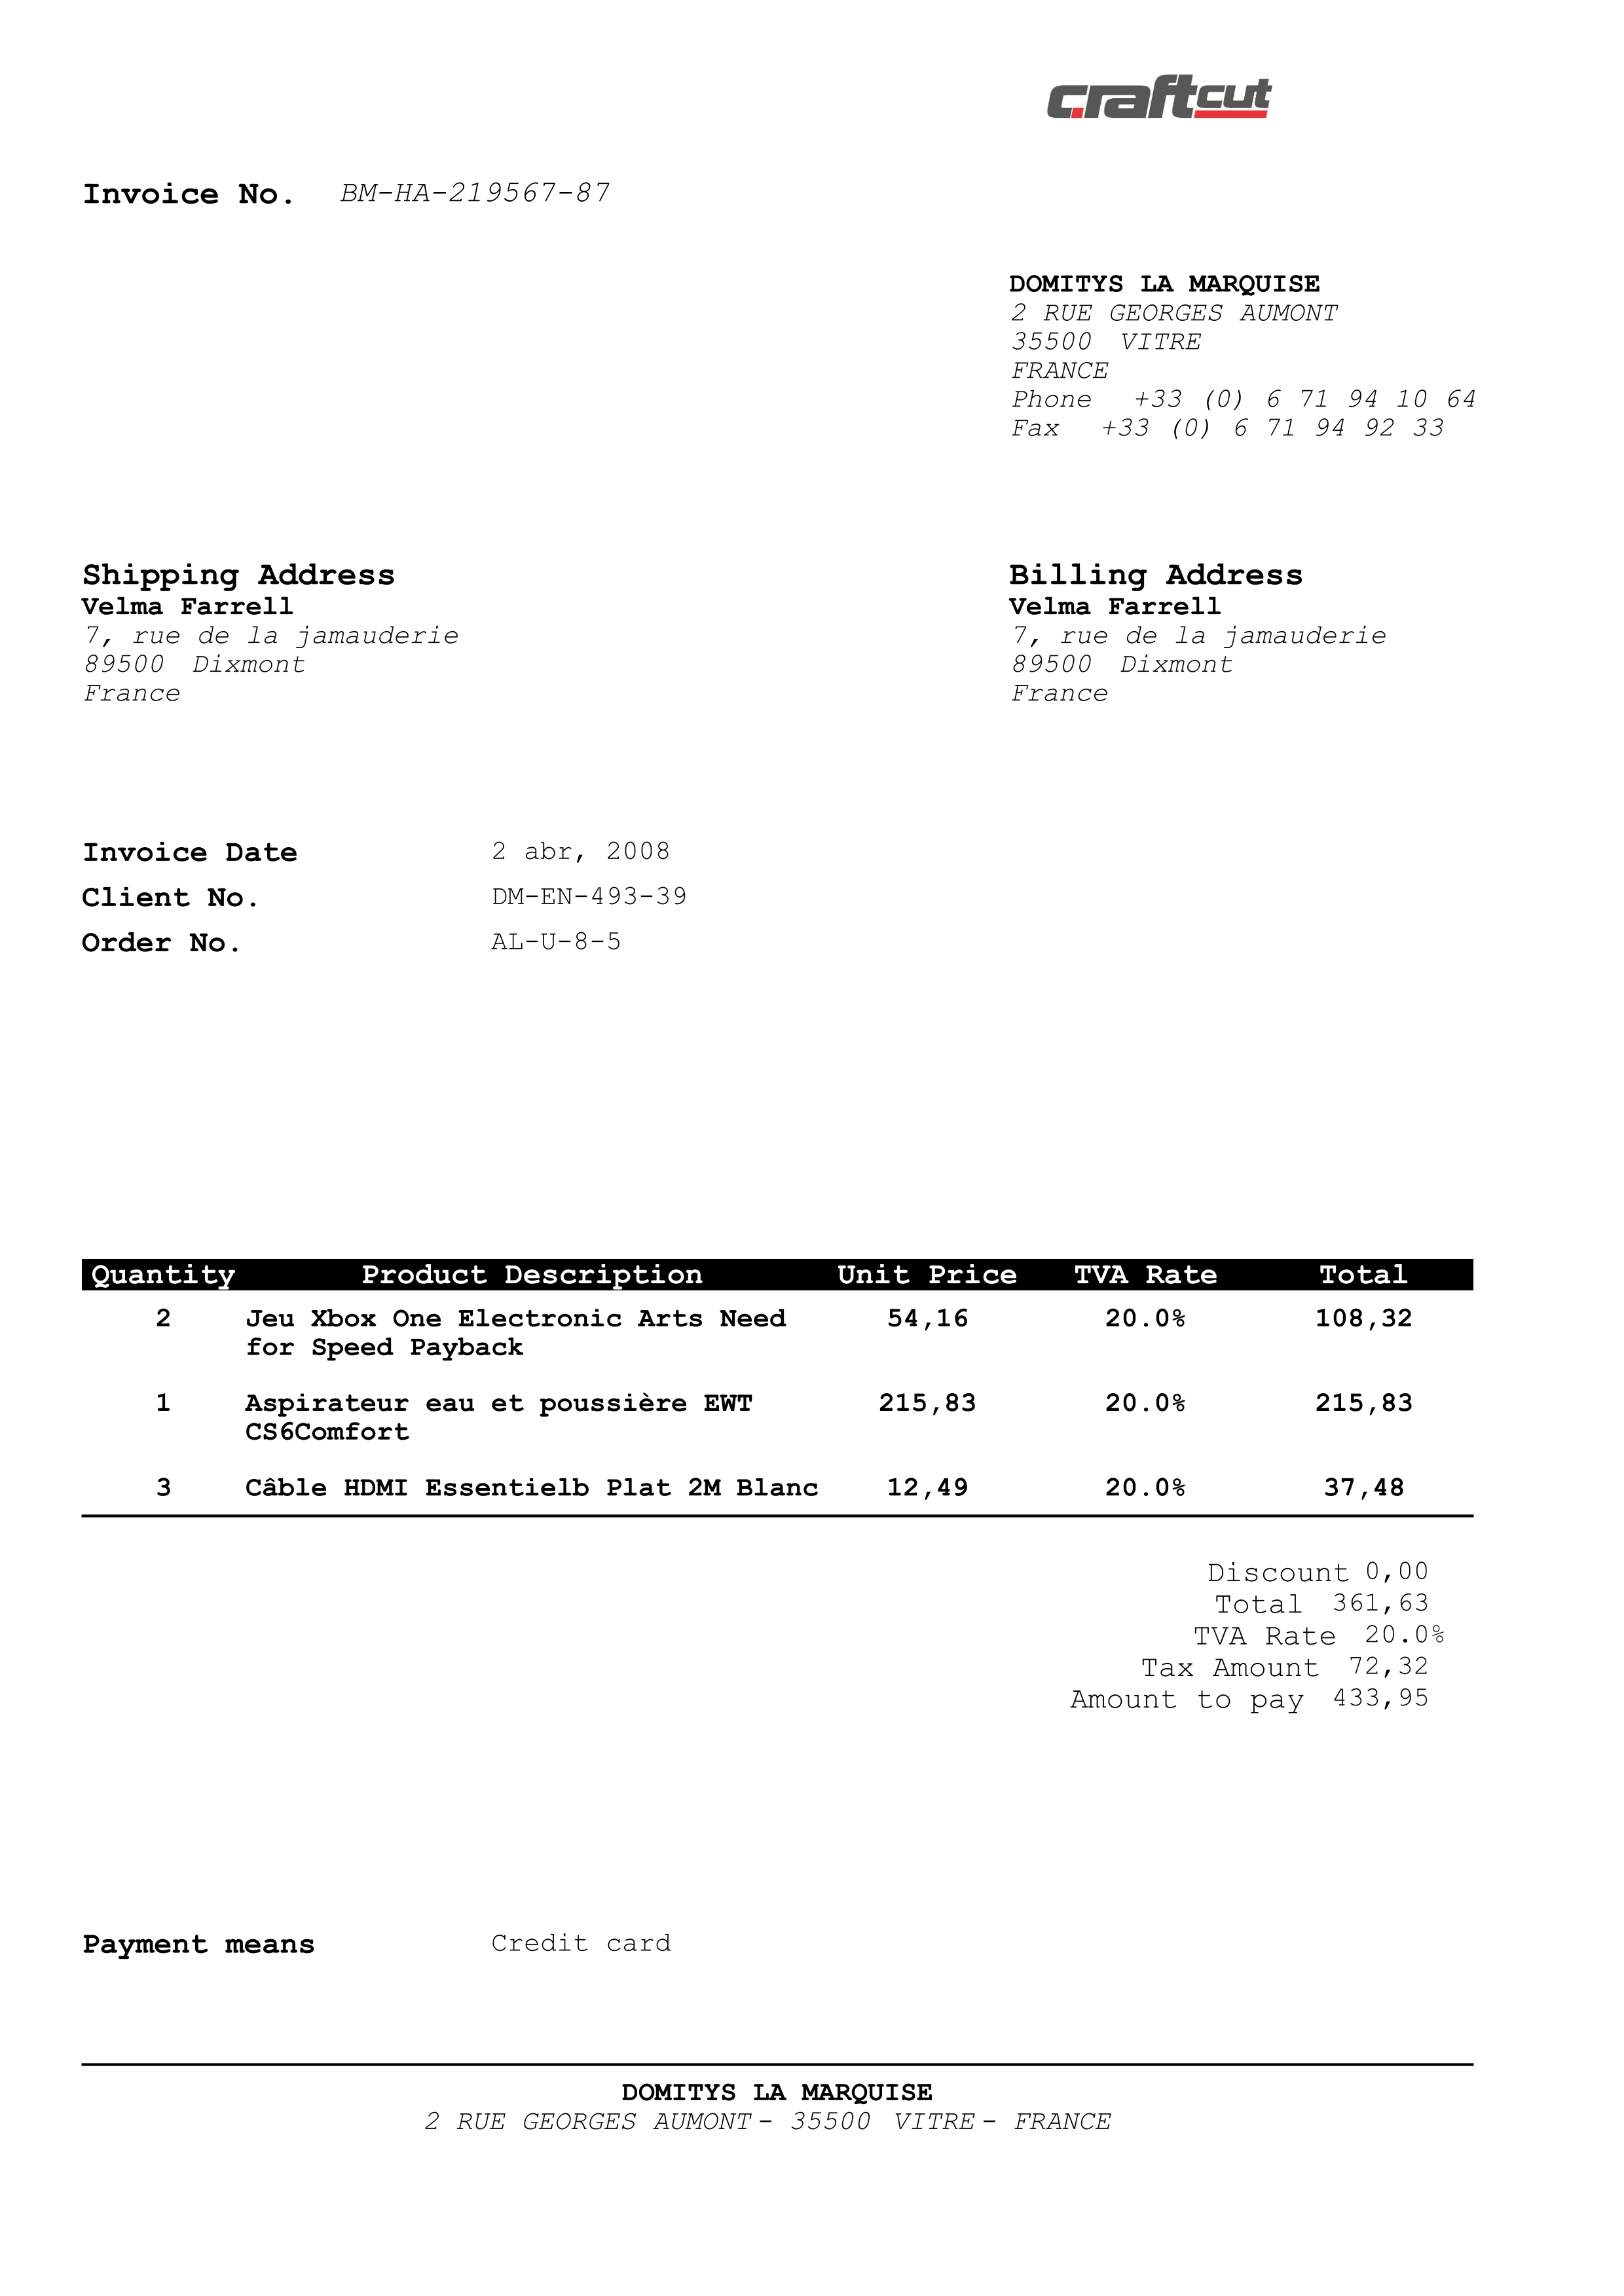 craftcut
Invoice No. BM-HA-219567-87
DOMITYS LA MARQUISE
2 RUE GEORGES AUMONT
35500 VITRE
FRANCE
Phone +33 (0) 6 71 94 10 64
Fax +33 (0) 6 71 94 92 33
Shipping Address
Velma Farrell
7, rue de la jamauderie
89500 Dixmont
France
Billing Address
Velma Farrell
7, rue de la jamauderie
89500 Dixmont
France
Invoice Date 2 abr, 2008
Client No. DM-EN-493-39
Order No. AL-U-8-5
Quantity Product Description Unit Price TVA Rate Total
2 Jeu Xbox One Electronic Arts Need 54,16 20.0% 108,32
for Speed Payback
1 Aspirateur eau et poussière EWT 215,83 20.0% 215,83
CS6Comfort
3 Câble HDMI Essentielb Plat 2M Blanc 12,49 20.0% 37,48
Discount 0,00
Total 361,63
TVA Rate 20.0%
Tax Amount 72,32
Amount to pay 433,95
Payment means Credit card
DOMITYS LA MARQUISE
2 RUE GEORGES AUMONT - 35500 VITRE - FRANCE